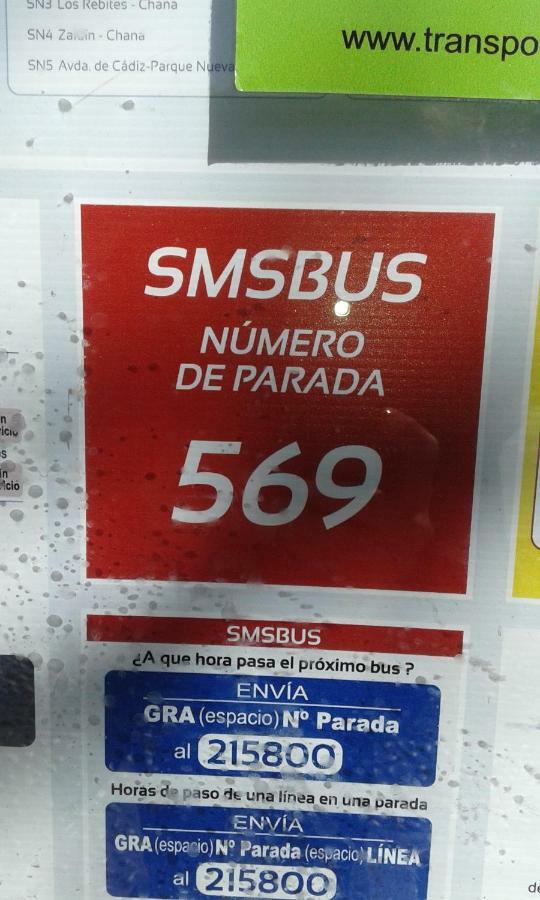 SN3 Los Rebites - Chana
SN4 Zaidín - Chana
SN5 Avda. de Cádiz-Parque Nueva
www.transpo
SMSBUS
NÚMERO
DE PARADA
569
SMSBUS
¿A que hora pasa el próximo bus ?
ENVÍA
GRA (espacio) Nº Parada
al 215800
Horas de paso de una línea en una parada
ENVÍA
GRA (espacio) Nº Parada (espacio) LÍNEA
al 215800